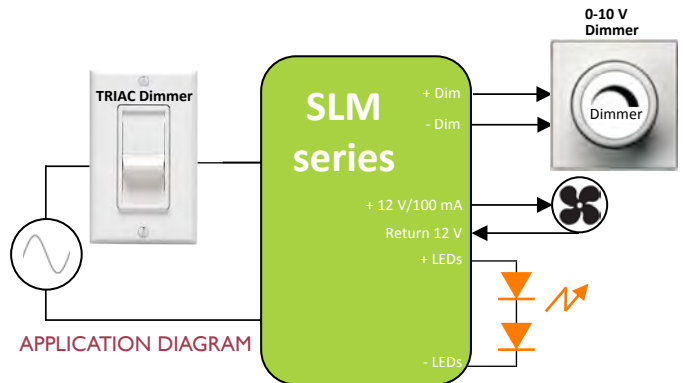 0-10 V
Dimmer
TRIAC Dimmer
SLM
series
+ Dim
- Dim
Dimmer
+ 12 V/100 mA
Return 12 V
+ LEDs
- LEDs
APPLICATION DIAGRAM